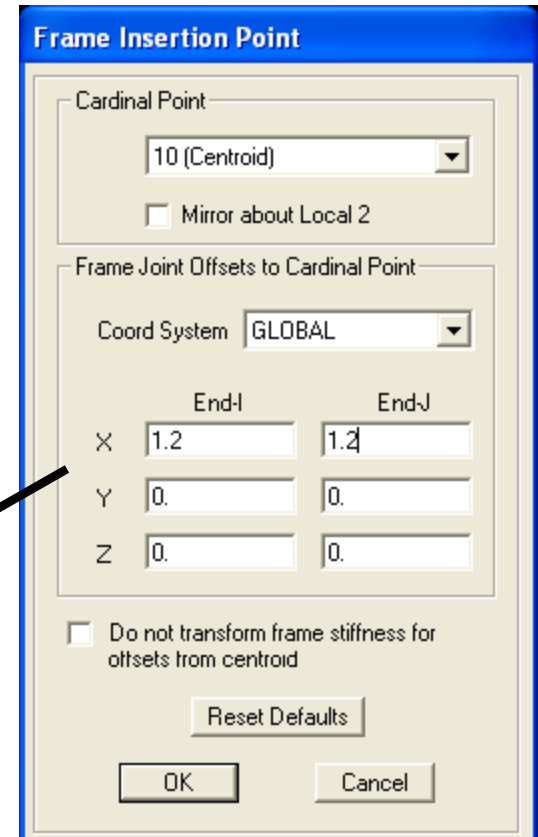 Frame Insertion Point
Cardinal Point
10 (Centroid)
Mirror about Local 2
Frame Joint Offsets to Cardinal Point
Coord System GLOBAL
End-I End-J
X 1.2 1.2
Y 0. 0.
Z 0. 0.
Do not transform frame stiffness for
offsets from centroid
Reset Defaults
OK Cancel